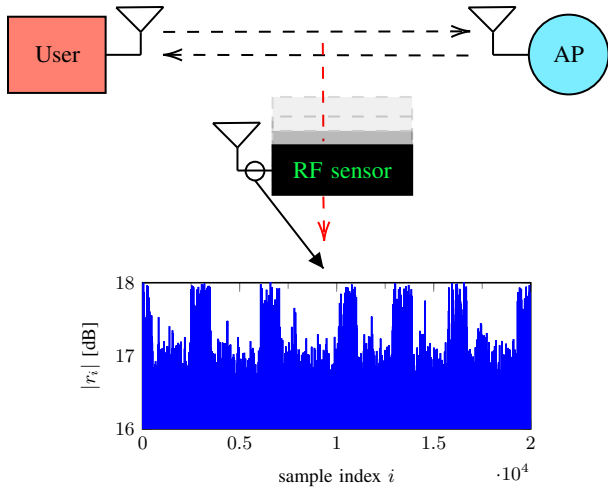 User
AP
RF sensor
18
17
16
|r_i| [dB]
0
0.5
1
1.5
2
·10^4
sample index i